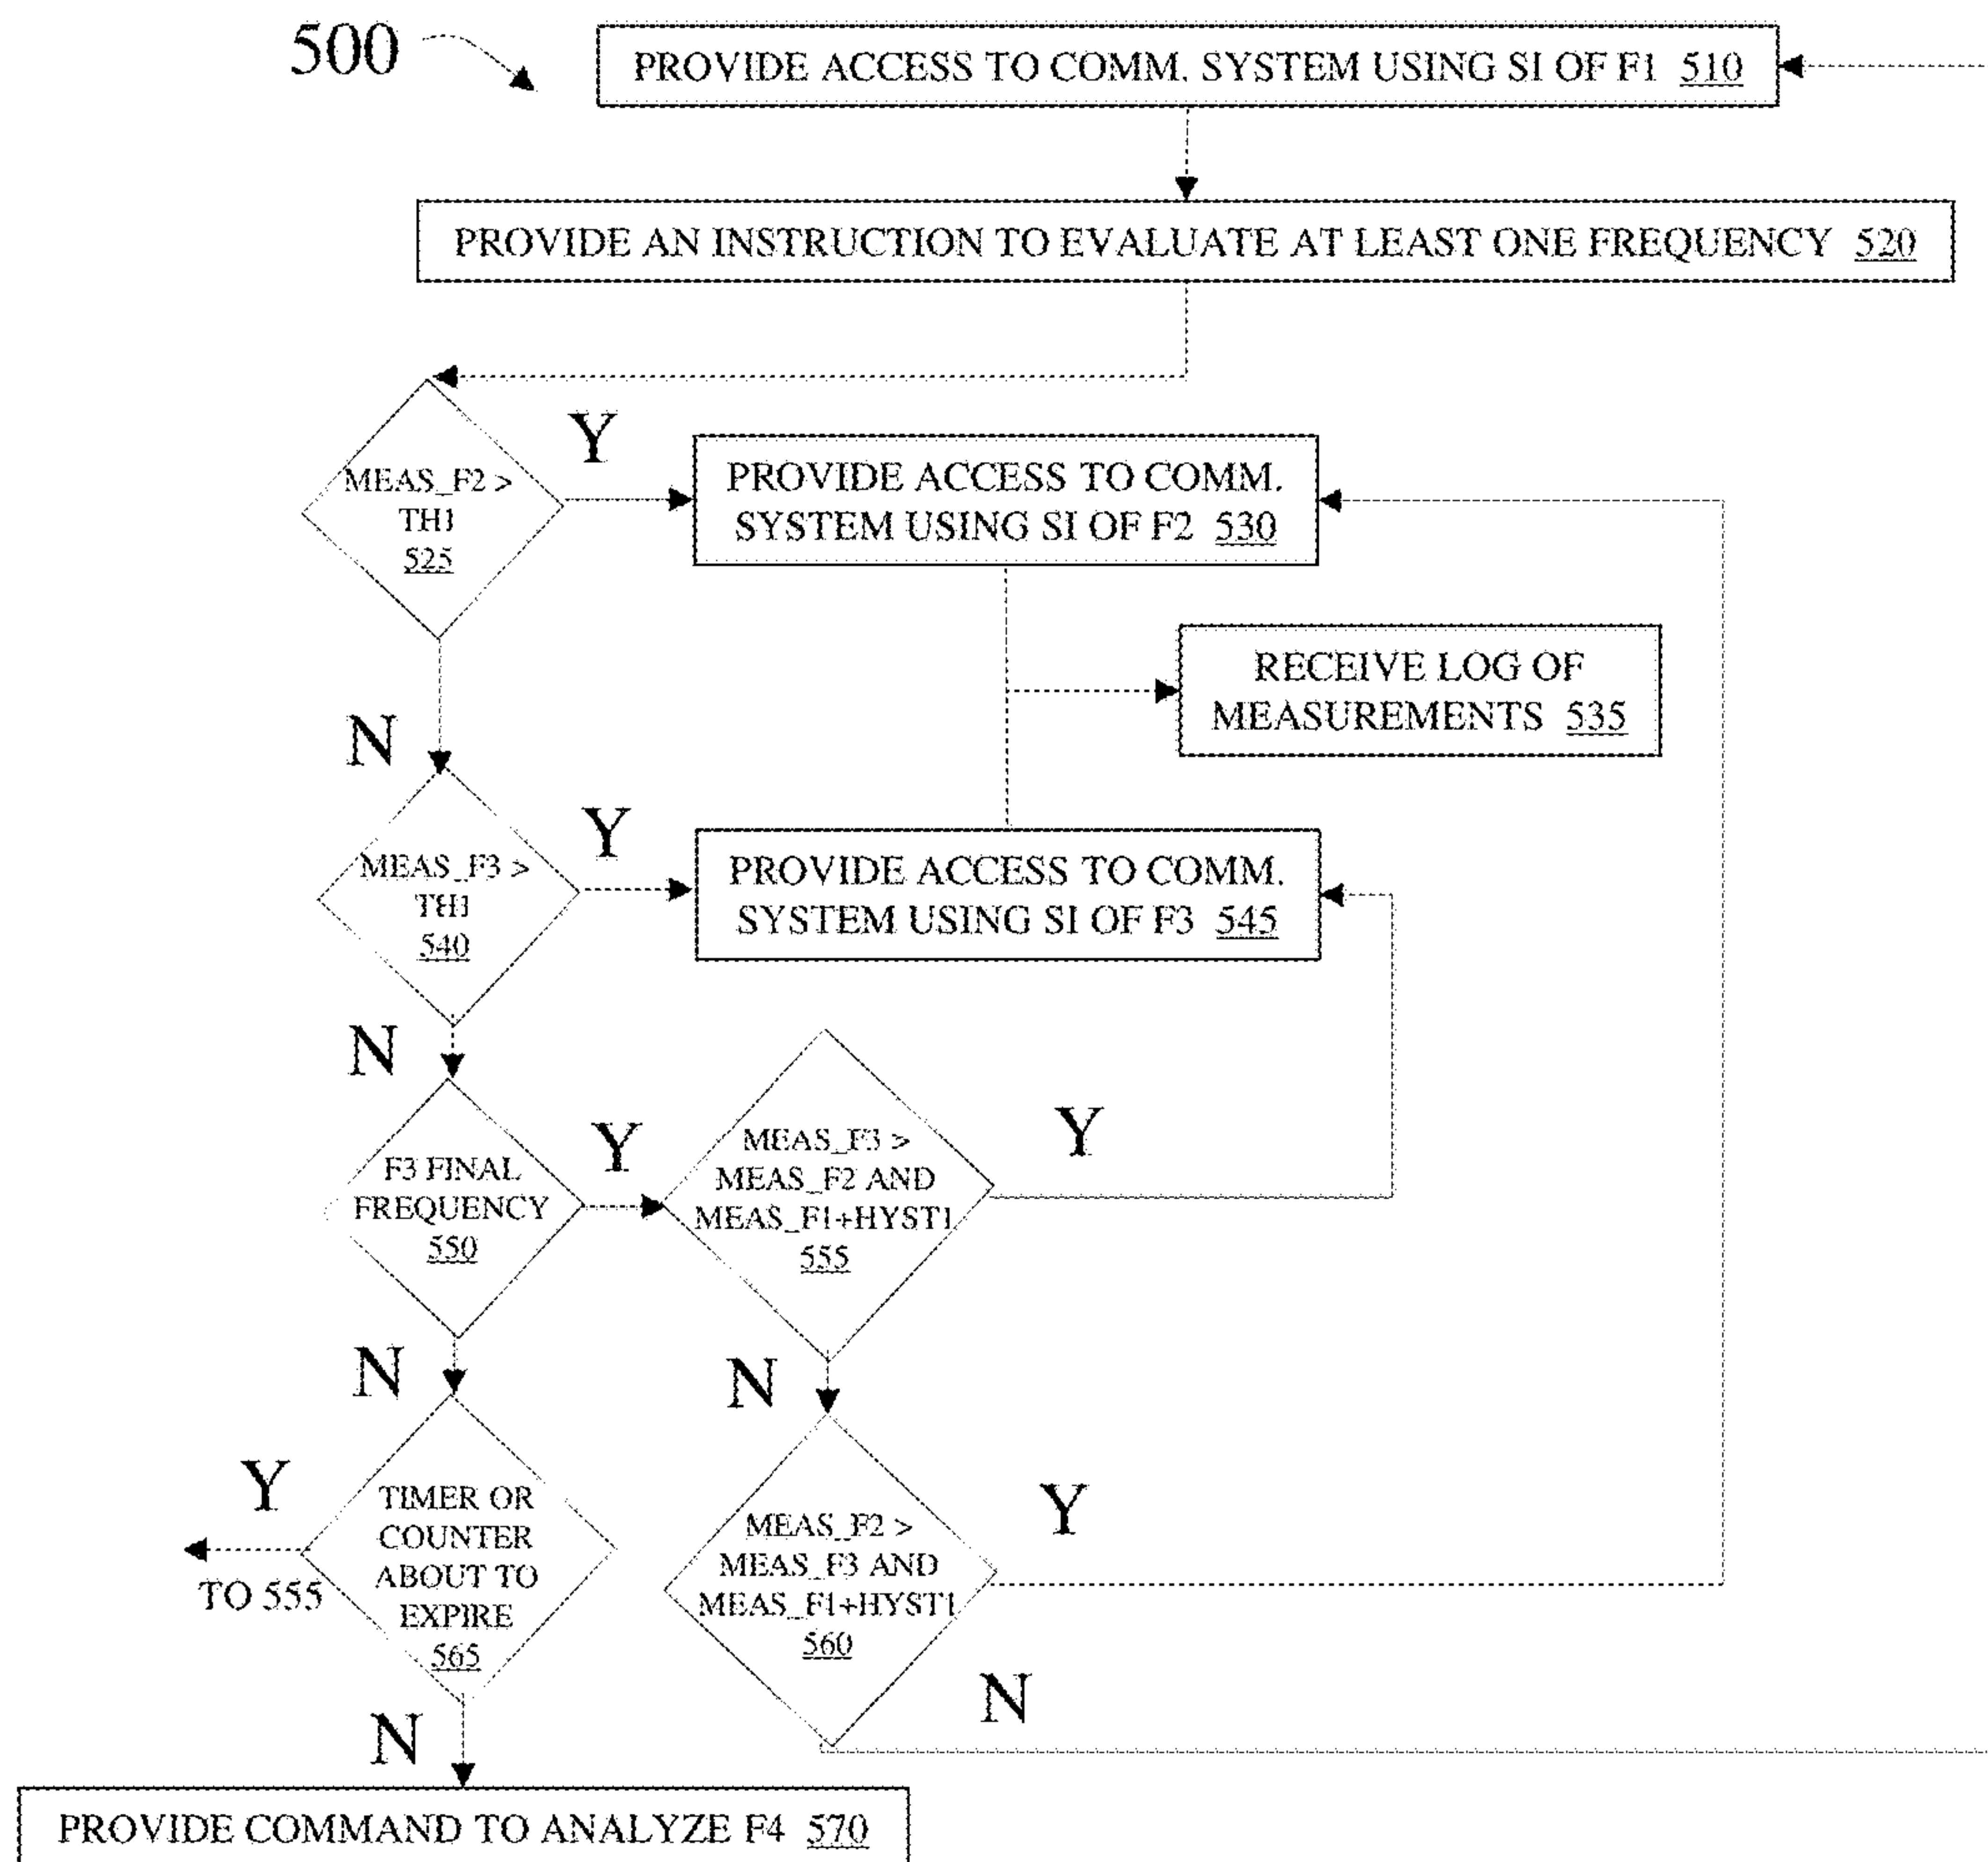 500
PROVIDE ACCESS TO COMM. SYSTEM USING SI OF F1 510
PROVIDE AN INSTRUCTION TO EVALUATE AT LEAST ONE FREQUENCY 520
MEAS_F2 >
TH1
525
Y
PROVIDE ACCESS TO COMM.
SYSTEM USING SI OF F2 530
RECEIVE LOG OF
MEASUREMENTS 535
N
MEAS_F3 >
TH1
540
Y
PROVIDE ACCESS TO COMM.
SYSTEM USING SI OF F3 545
N
F3 FINAL
FREQUENCY
550
Y
MEAS_F3 >
MEAS_F2 AND
MEAS_F1+HYST1
555
Y
N
N
TIMER OR
COUNTER
ABOUT TO
EXPIRE
565
Y
TO 555
MEAS_F2 >
MEAS_F3 AND
MEAS_F1+HYST1
560
Y
N
N
PROVIDE COMMAND TO ANALYZE F4 570